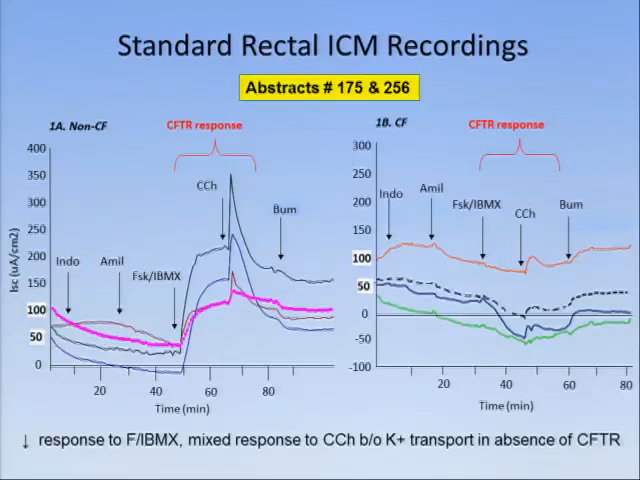 Standard Rectal ICM Recordings
Abstracts # 175 & 256
1A. Non-CF
CFTR response
400
350
300
250
200
150
100
50
0
Isc (uA/cm2)
Indo
Amil
Fsk/IBMX
CCh
Bum
20
40
60
80
Time (min)
1B. CF
CFTR response
300
250
200
150
100
50
0
-50
-100
Indo
Amil
Fsk/IBMX
CCh
Bum
20
40
60
80
Time (min)
↓ response to F/IBMX, mixed response to CCh b/o K+ transport in absence of CFTR